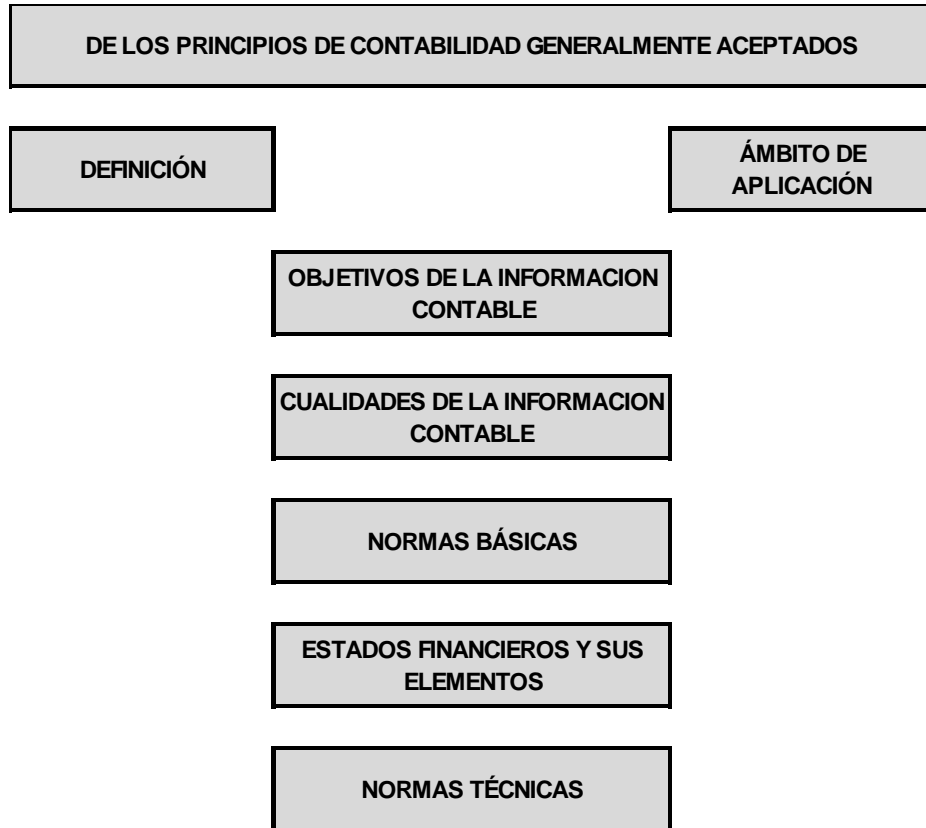 DE LOS PRINCIPIOS DE CONTABILIDAD GENERALMENTE ACEPTADOS
DEFINICIÓN
ÁMBITO DE
APLICACIÓN
OBJETIVOS DE LA INFORMACION
CONTABLE
CUALIDADES DE LA INFORMACION
CONTABLE
NORMAS BÁSICAS
ESTADOS FINANCIEROS Y SUS
ELEMENTOS
NORMAS TÉCNICAS